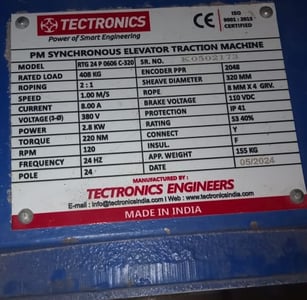 TECTRONICS
Power of Smart Engineering
CE
ISO
9001 : 2015
CERTIFIED
PM SYNCHRONOUS ELEVATOR TRACTION MACHINE
MODEL RTG 24 P 0606 C-320 SR. NO. K0502173
RATED LOAD 408 KG ENCODER PPR 2048
ROPING 2 : 1 SHEAVE DIAMETER 320 MM
SPEED 1.00 M/S ROPE 8 MM X 4 GRV.
CURRENT 8.00 A BRAKE VOLTAGE 110 VDC
VOLTAGE (3-Ø) 380 V PROTECTION IP 41
POWER 2.8 KW RATING S3 40%
TORQUE 220 NM CONNECT Y
RPM 120 INSUL. F
FREQUENCY 24 HZ APP. WEIGHT 155 KG
POLE 24 05/2024
MANUFACTURED BY :
TECTRONICS ENGINEERS
E-mail : info@tectronicsindia.com I Web : www.tectronicsindia.com
MADE IN INDIA